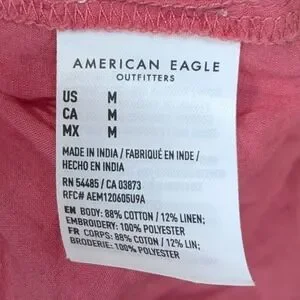 AMERICAN EAGLE
OUTFITTERS
US M
CA M
MX M
MADE IN INDIA / FABRIQUÉ EN INDE /
HECHO EN INDIA
RN 54485 / CA 03873
RFC# AEM120605U9A
EN BODY: 88% COTTON / 12% LINEN;
EMBROIDERY: 100% POLYESTER
FR CORPS: 88% COTON / 12% LIN;
BRODERIE: 100% POLYESTER